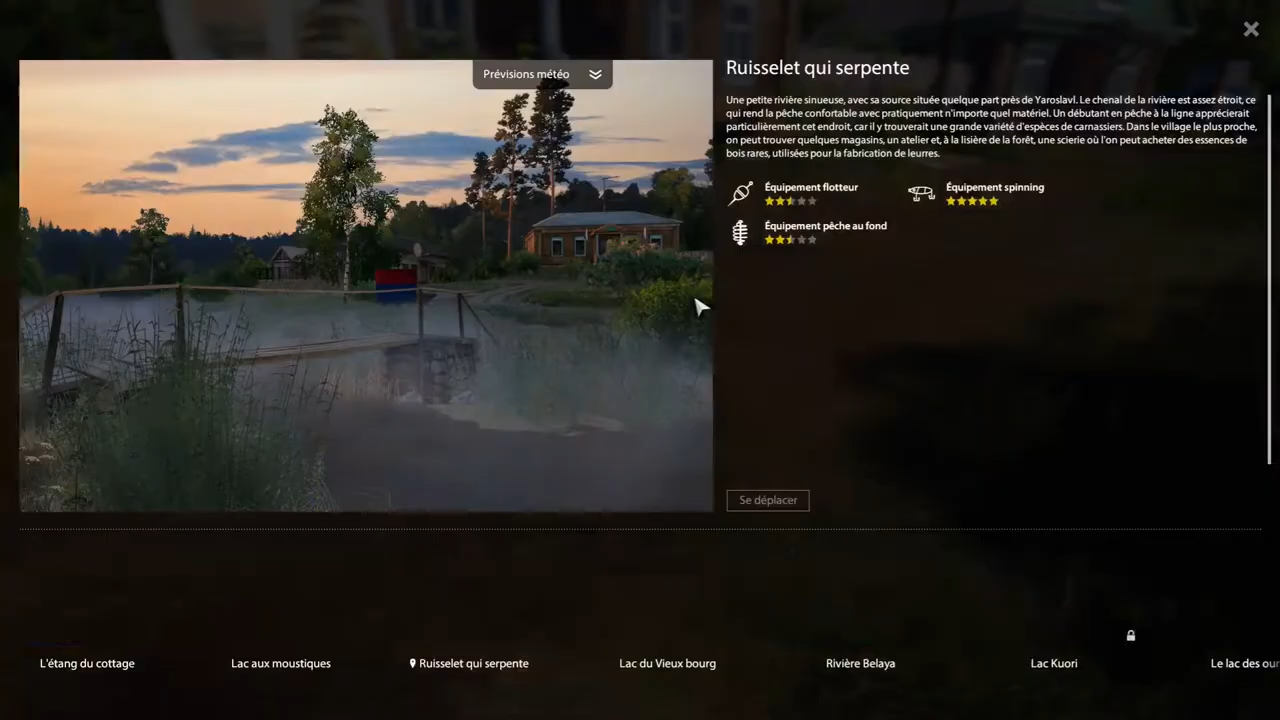 Prévisions météo
Ruisselet qui serpente
Une petite rivière sinueuse, avec sa source située quelque part près de Yaroslavl. Le chenal de la rivière est assez étroit, ce
qui rend la pêche confortable avec pratiquement n'importe quel matériel. Un débutant en pêche à la ligne apprécierait
particulièrement cet endroit, car il y trouverait une grande variété d'espèces de carnassiers. Dans le village le plus proche,
on peut trouver quelques magasins, un atelier et, à la lisière de la forêt, une scierie où l'on peut acheter des essences de
bois rares, utilisées pour la fabrication de leurres.
Équipement flotteur
Équipement spinning
Équipement pêche au fond
Se déplacer
L'étang du cottage
Lac aux moustiques
Ruisselet qui serpente
Lac du Vieux bourg
Rivière Belaya
Lac Kuori
Le lac des our